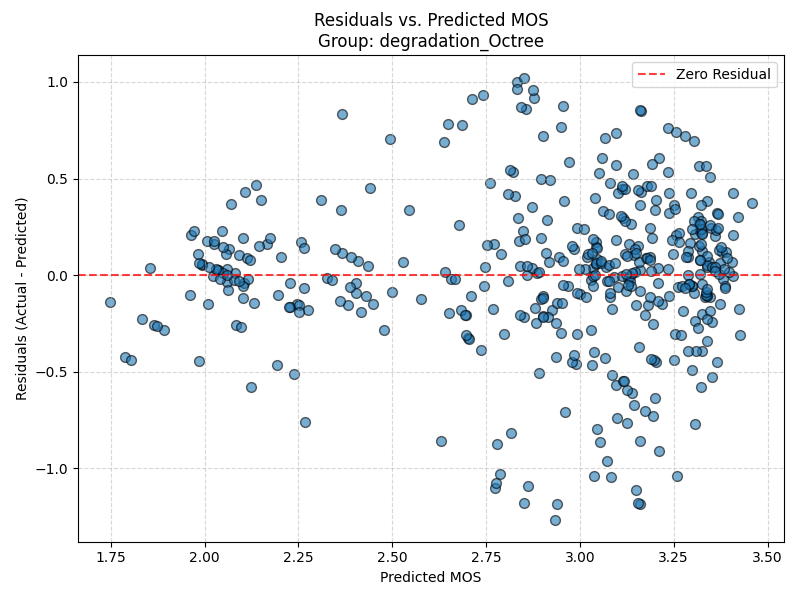 Residuals vs. Predicted MOS
Group: degradation_Octree
Zero Residual
Residuals (Actual - Predicted)
1.0
0.5
0.0
−0.5
−1.0
1.75
2.00
2.25
2.50
2.75
3.00
3.25
3.50
Predicted MOS